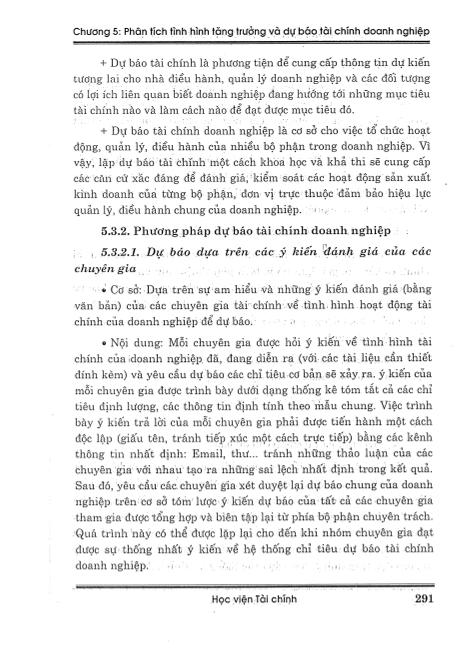 Chương 5: Phân tích tình hình tăng trưởng và dự báo tài chính doanh nghiệp
+ Dự báo tài chính là phương tiện để cung cấp thông tin dự kiến
tương lai cho nhà điều hành, quản lý doanh nghiệp và các đối tượng
có lợi ích liên quan biết doanh nghiệp đang hướng tới những mục tiêu
tài chính nào và làm cách nào để đạt được mục tiêu đó.
+ Dự báo tài chính doanh nghiệp là cơ sở cho việc tổ chức hoạt
động, quản lý, điều hành của nhiều bộ phận trong doanh nghiệp. Vì
vậy, lập dự báo tài chính một cách khoa học và khả thi sẽ cung cấp
các căn cứ xác đáng để đánh giá, kiểm soát các hoạt động sản xuất
kinh doanh của từng bộ phận, đơn vị trực thuộc đảm bảo hiệu lực
quản lý, điều hành chung của doanh nghiệp.
5.3.2. Phương pháp dự báo tài chính doanh nghiệp
5.3.2.1. Dự báo dựa trên các ý kiến đánh giá của các
chuyên gia
• Cơ sở: Dựa trên sự am hiểu và những ý kiến đánh giá (bằng
văn bản) của các chuyên gia tài chính về tình hình hoạt động tài
chính của doanh nghiệp để dự báo.
• Nội dung: Mỗi chuyên gia được hỏi ý kiến về tình hình tài
chính của doanh nghiệp đã, đang diễn ra (với các tài liệu cần thiết
đính kèm) và yêu cầu dự báo các chỉ tiêu cơ bản sẽ xảy ra. ý kiến của
mỗi chuyên gia được trình bày dưới dạng thống kê tóm tắt các chỉ
tiêu định lượng, các thông tin định tính theo mẫu chung. Việc trình
bày ý kiến trả lời của mỗi chuyên gia phải được tiến hành một cách
độc lập (giấu tên, tránh tiếp xúc một cách trực tiếp) bằng các kênh
thông tin nhất định: Email, thư... tránh những thảo luận của các
chuyên gia với nhau tạo ra những sai lệch nhất định trong kết quả.
Sau đó, yêu cầu các chuyên gia xét duyệt lại dự báo chung của doanh
nghiệp trên cơ sở tóm lược ý kiến dự báo của tất cả các chuyên gia
tham gia được tổng hợp và biên tập lại từ phía bộ phận chuyên trách.
Quá trình này có thể được lặp lại cho đến khi nhóm chuyên gia đạt
được sự thống nhất ý kiến về hệ thống chỉ tiêu dự báo tài chính
doanh nghiệp.
Học viện Tài chính 291